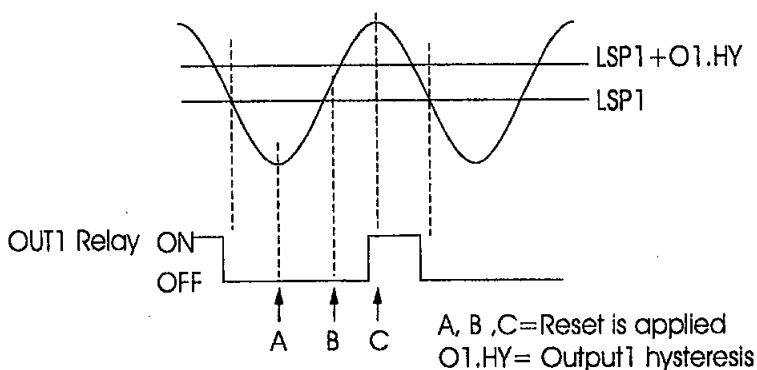 LSP1+O1.HY
LSP1
OUT1 Relay ON
OFF
A B C
A, B ,C=Reset is applied
O1.HY= Output1 hysteresis